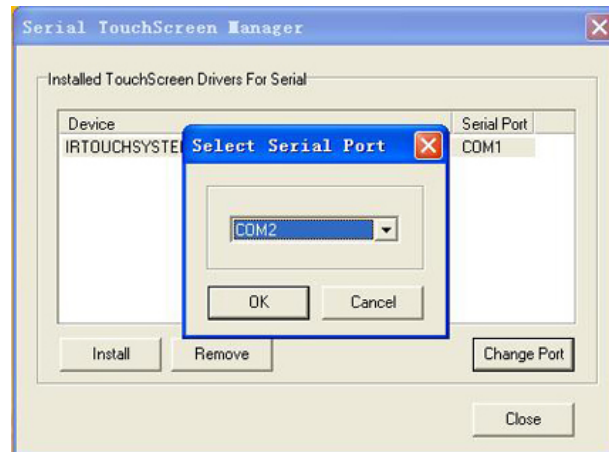 Serial TouchScreen Manager
Installed TouchScreen Drivers For Serial
Device Serial Port
IRTOUCHSYSTE COM1
Select Serial Port
COM2
OK Cancel
Install Remove Change Port
Close